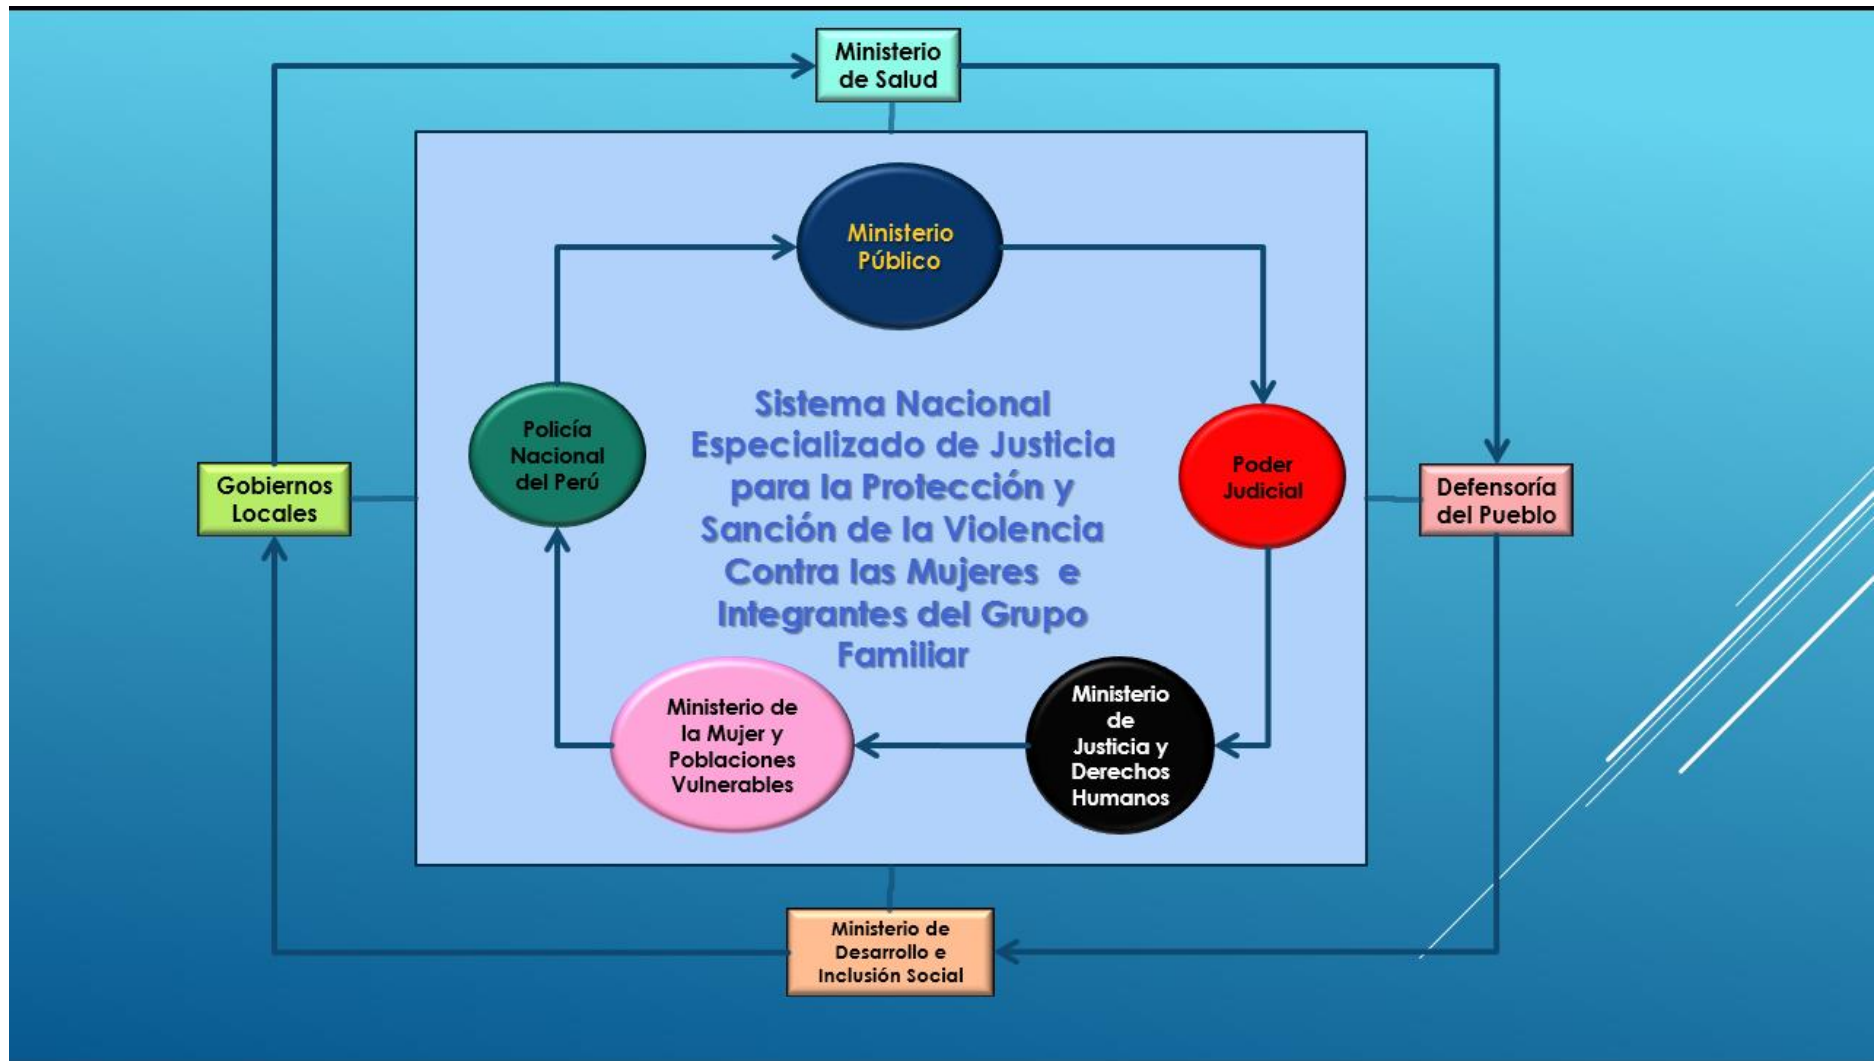 Ministerio
de Salud
Ministerio
Público
Policía
Nacional
del Perú
Sistema Nacional
Especializado de Justicia
para la Protección y
Sanción de la Violencia
Contra las Mujeres e
Integrantes del Grupo
Familiar
Poder
Judicial
Gobiernos
Locales
Defensoría
del Pueblo
Ministerio de
la Mujer y
Poblaciones
Vulnerables
Ministerio
de
Justicia y
Derechos
Humanos
Ministerio de
Desarrollo e
Inclusión Social